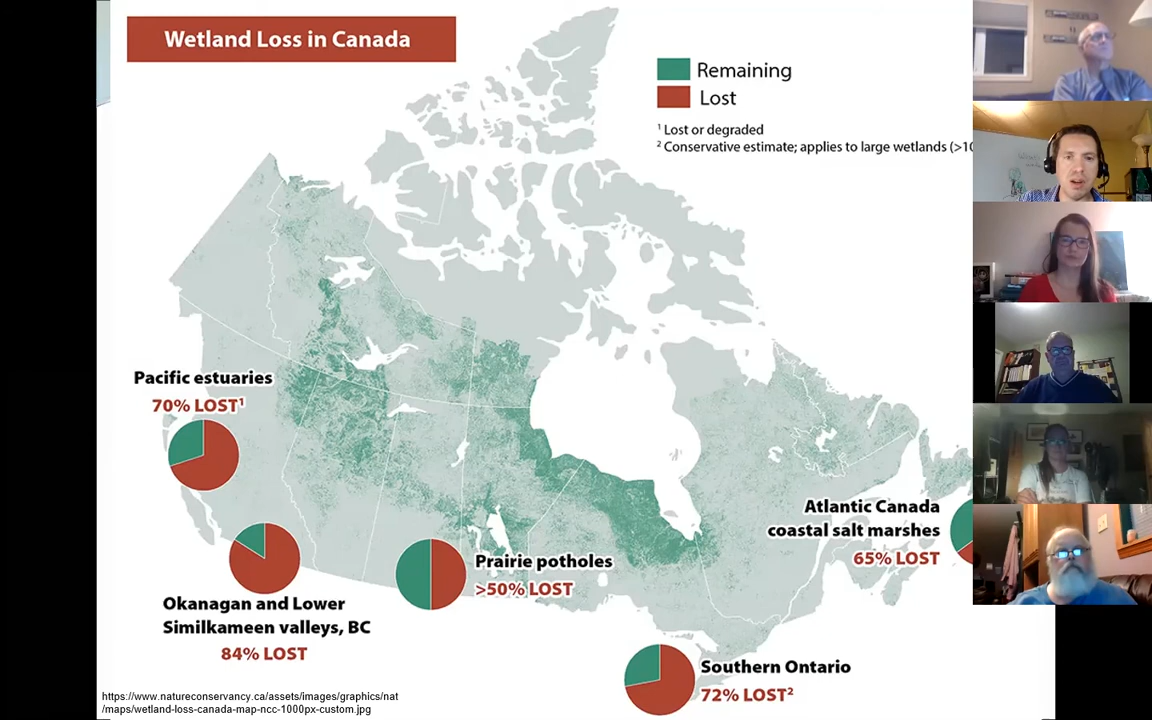 Wetland Loss in Canada
Remaining
Lost
¹ Lost or degraded
² Conservative estimate; applies to large wetlands (>10
Pacific estuaries
70% LOST¹
Okanagan and Lower
Similkameen valleys, BC
84% LOST
Prairie potholes
>50% LOST
Atlantic Canada
coastal salt marshes
65% LOST
Southern Ontario
72% LOST²
https://www.natureconservancy.ca/assets/images/graphics/nat
/maps/wetland-loss-canada-map-ncc-1000px-custom.jpg